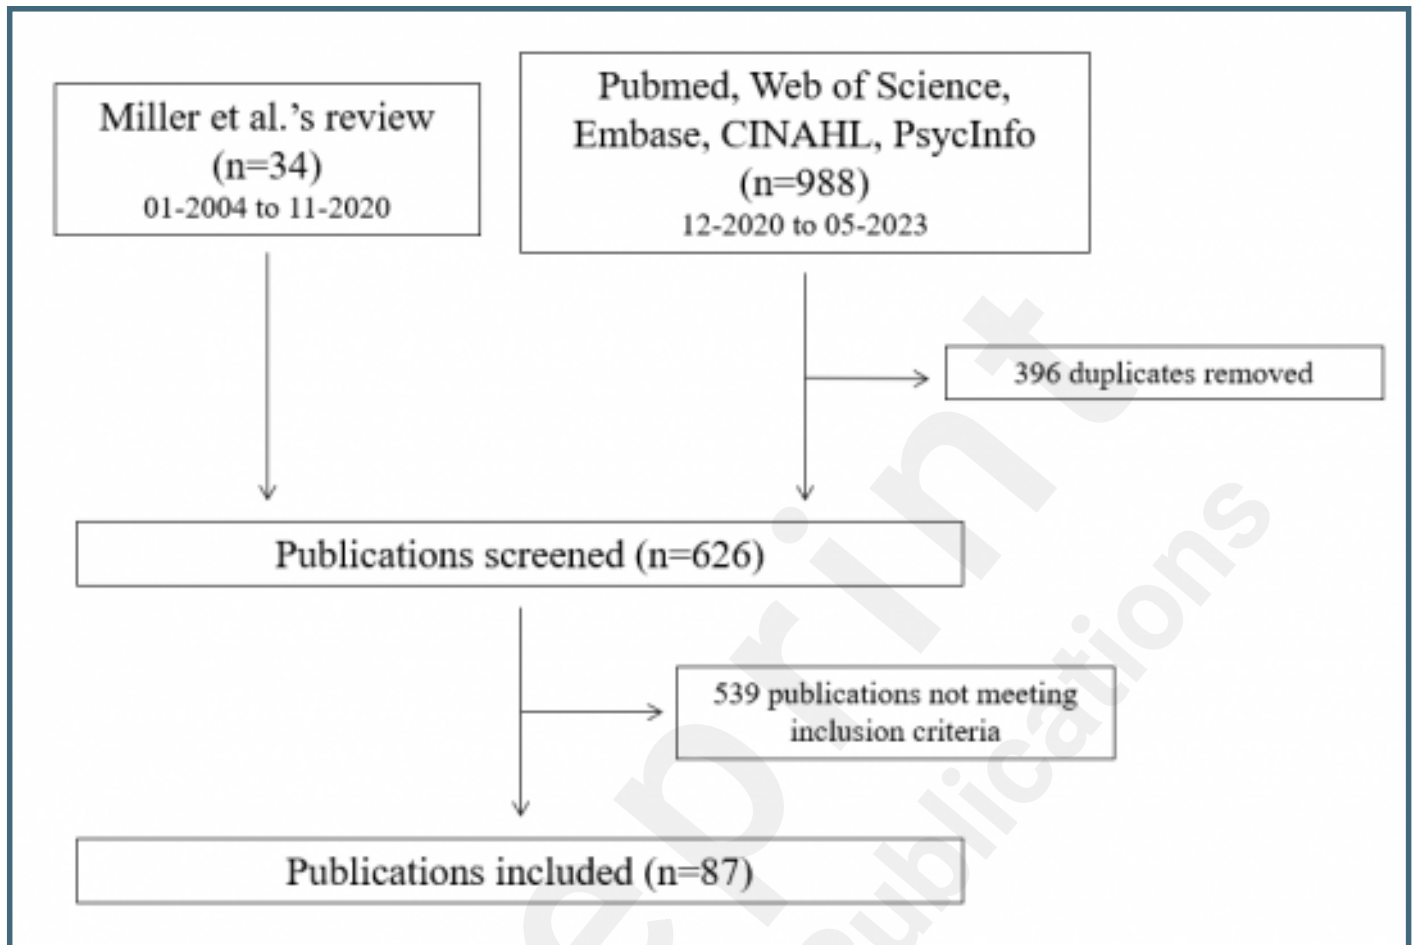 Miller et al.’s review
(n=34)
01-2004 to 11-2020
Pubmed, Web of Science,
Embase, CINAHL, PsycInfo
(n=988)
12-2020 to 05-2023
396 duplicates removed
Publications screened (n=626)
539 publications not meeting
inclusion criteria
Publications included (n=87)
eprint
ublications